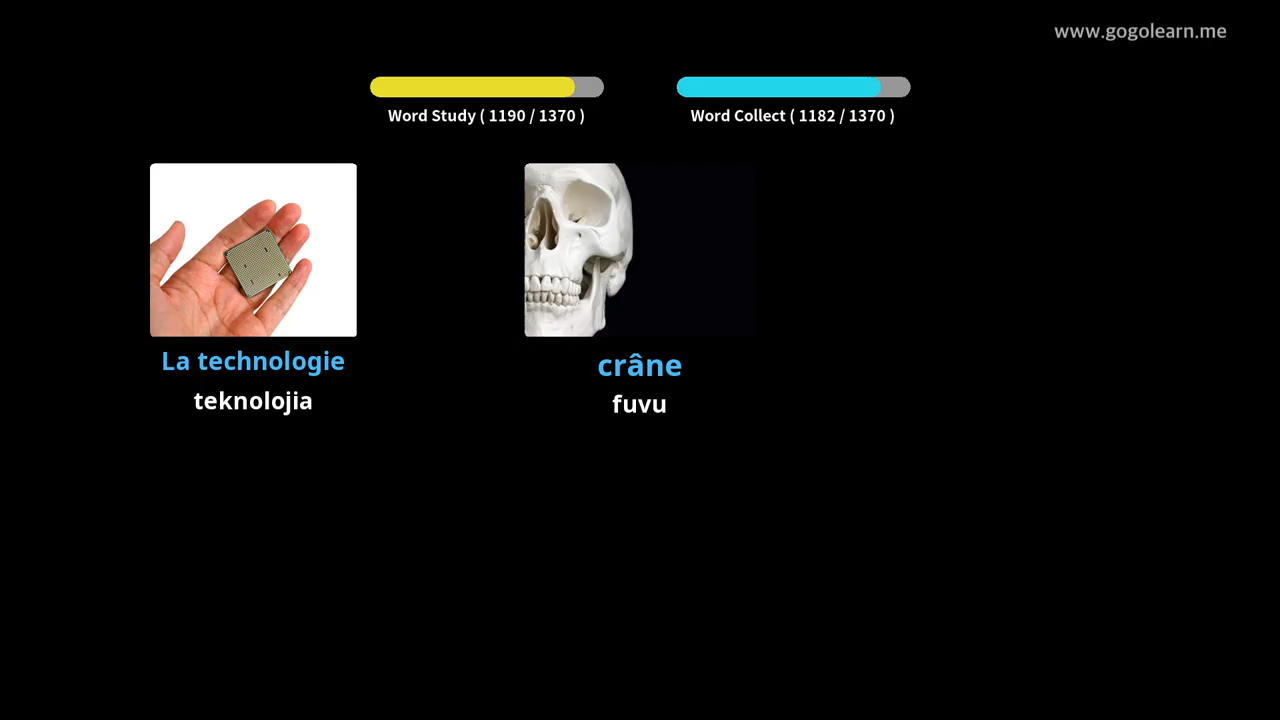 www.gogolearn.me
Word Study ( 1190 / 1370 )
Word Collect ( 1182 / 1370 )
La technologie
teknolojia
crâne
fuvu